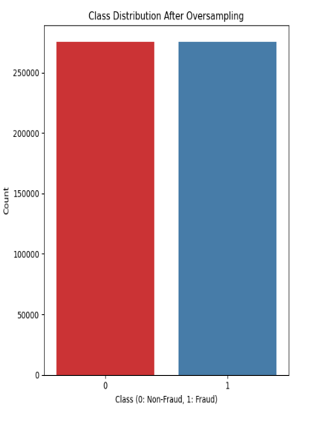 Class Distribution After Oversampling
250000
200000
150000
100000
50000
0
Count
0 1
Class (0: Non-Fraud, 1: Fraud)